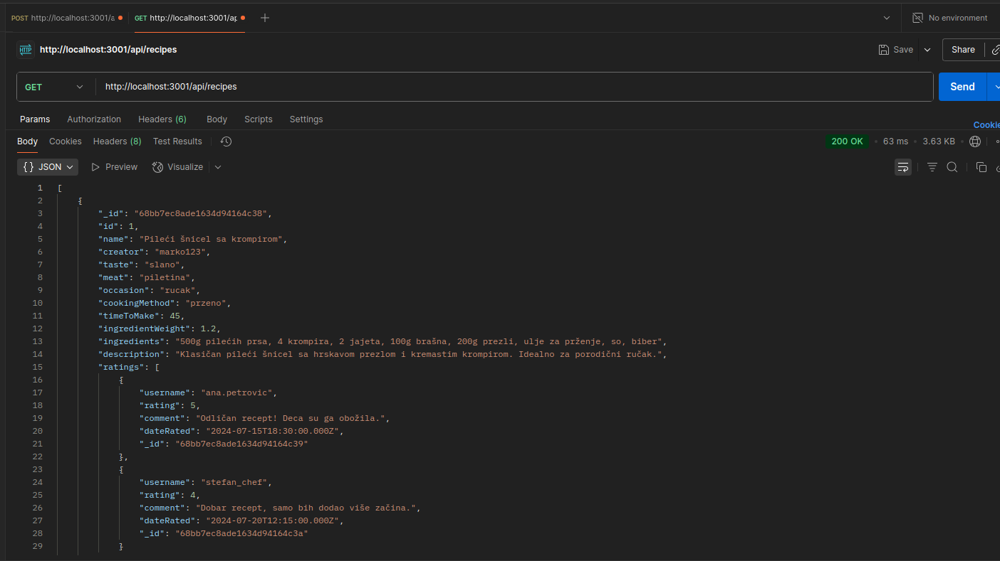 POST http://localhost:3001/a
GET http://localhost:3001/ap
No environment
HTTP http://localhost:3001/api/recipes
Save
Share
GET http://localhost:3001/api/recipes
Send
Params Authorization Headers (6) Body Scripts Settings
Cookie
Body Cookies Headers (8) Test Results
200 OK • 63 ms • 3.63 KB •
{} JSON Preview Visualize
1 [
2 {
3 "_id": "68bb7ec8ade1634d94164c38",
4 "id": 1,
5 "name": "Pileći šnicel sa krompirom",
6 "creator": "marko123",
7 "taste": "slano",
8 "meat": "piletina",
9 "occasion": "rucak",
10 "cookingMethod": "przeno",
11 "timeToMake": 45,
12 "ingredientWeight": 1.2,
13 "ingredients": "500g pilećih prsa, 4 krompira, 2 jajeta, 100g brašna, 200g prezli, ulje za prženje, so, biber",
14 "description": "Klasičan pileći šnicel sa hrskavom prezlom i kremastim krompirom. Idealno za porodični ručak.",
15 "ratings": [
16 {
17 "username": "ana.petrovic",
18 "rating": 5,
19 "comment": "Odličan recept! Deca su ga obožila.",
20 "dateRated": "2024-07-15T18:30:00.000Z",
21 "_id": "68bb7ec8ade1634d94164c39"
22 },
23 {
24 "username": "stefan_chef",
25 "rating": 4,
26 "comment": "Dobar recept, samo bih dodao više začina.",
27 "dateRated": "2024-07-20T12:15:00.000Z",
28 "_id": "68bb7ec8ade1634d94164c3a"
29 }